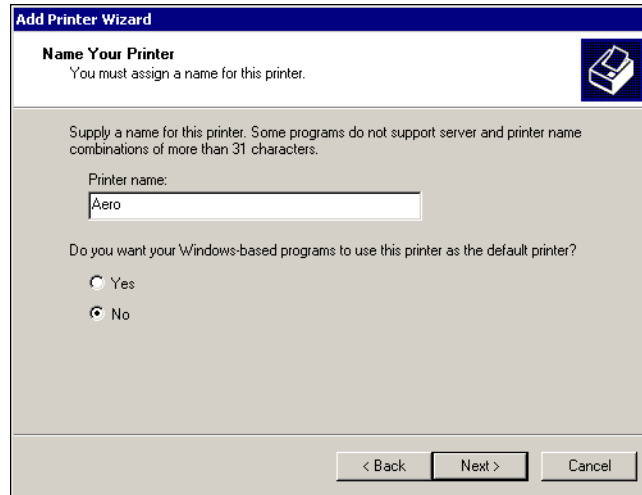 Add Printer Wizard
Name Your Printer
You must assign a name for this printer.
Supply a name for this printer. Some programs do not support server and printer name
combinations of more than 31 characters.
Printer name:
Aero
Do you want your Windows-based programs to use this printer as the default printer?
Yes
No
< Back Next > Cancel